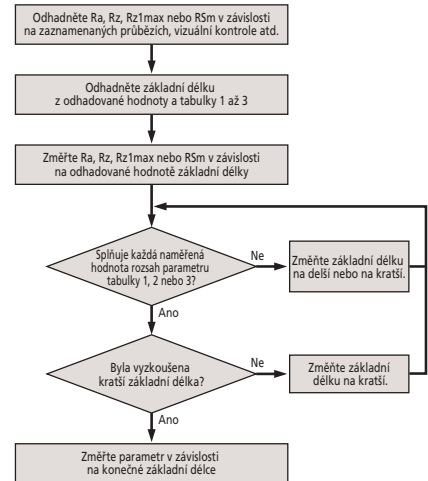 Odhadněte Ra, Rz, Rz1max nebo RSm v závislosti
na zaznamenaných průbězích, vizuální kontrole atd.
Odhadněte základní délku
z odhadované hodnoty a tabulky 1 až 3
Změřte Ra, Rz, Rz1max nebo RSm v závislosti
na odhadované hodnotě základní délky
Splňuje každá naměřená
hodnota rozsah parametru
tabulky 1, 2 nebo 3?
Ne
Změňte základní délku
na delší nebo na kratší.
Ano
Byla vyzkoušena
kratší základní délka?
Ne
Změňte základní
délku na kratší.
Ano
Změřte parametr v závislosti
na konečné základní délce